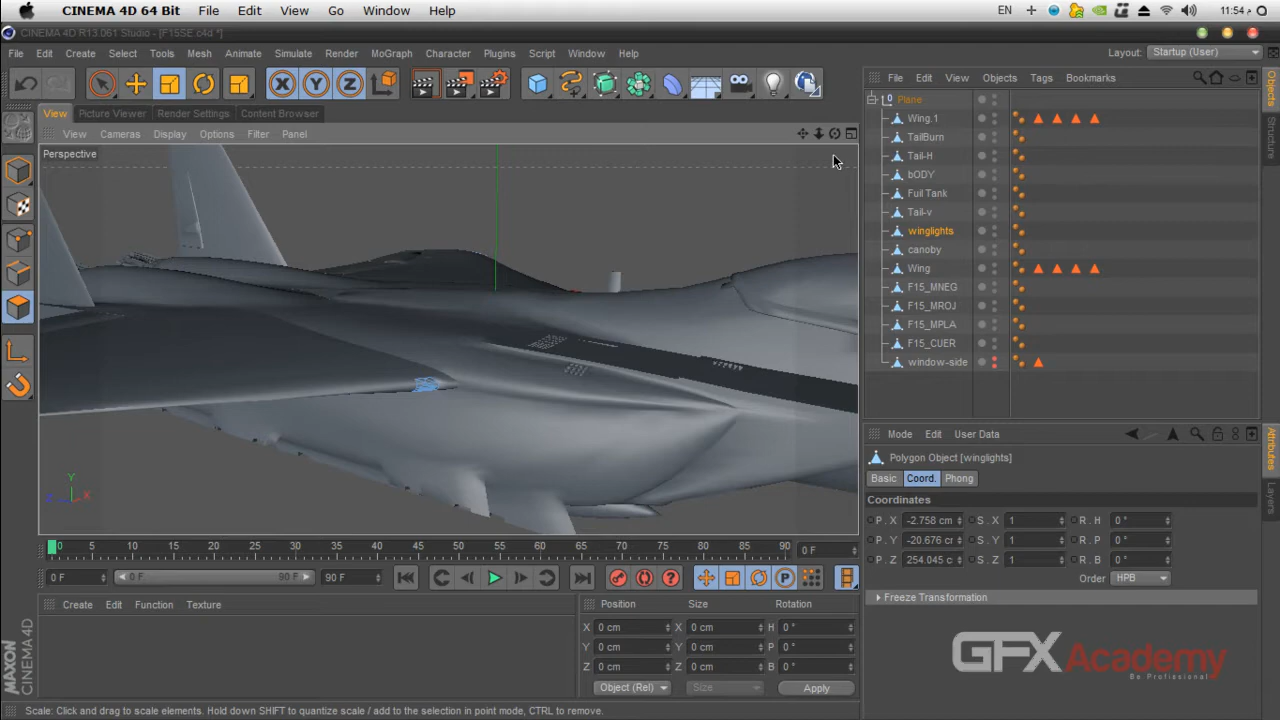 CINEMA 4D 64 Bit File Edit View Go Window Help EN 11:54 م
CINEMA 4D R13.061 Studio - [F15SE.c4d *]
File Edit Create Select Tools Mesh Animate Simulate Render MoGraph Character Plugins Script Window Help Layout: Startup (User)
File Edit View Objects Tags Bookmarks
View Picture Viewer Render Settings Content Browser
View Cameras Display Options Filter Panel
Perspective
Objects
Structure
Plane
Wing.1
TailBurn
Tail-H
bODY
Fuil Tank
Tail-v
winglights
canoby
Wing
F15_MNEG
F15_MROJ
F15_MPLA
F15_CUER
window-side
Y
X
Z
Mode Edit User Data
Attributes
Layers
Polygon Object [winglights]
Basic Coord. Phong
Coordinates
P . X -2.758 cm S . X 1 R . H 0 °
P . Y -20.676 cr S . Y 1 R . P 0 °
P . Z 254.045 c S . Z 1 R . B 0 °
Order HPB
Freeze Transformation
0 5 10 15 20 25 30 35 40 45 50 55 60 65 70 75 80 85 90 0 F
0 F 0 F 90 F 90 F
Create Edit Function Texture
Position Size Rotation
X 0 cm X 0 cm H 0 °
Y 0 cm Y 0 cm P 0 °
Z 0 cm Z 0 cm B 0 °
Object (Rel) Size Apply
MAXON
CINEMA 4D
GFXAcademy
Be Profissional
Scale: Click and drag to scale elements. Hold down SHIFT to quantize scale / add to the selection in point mode, CTRL to remove.